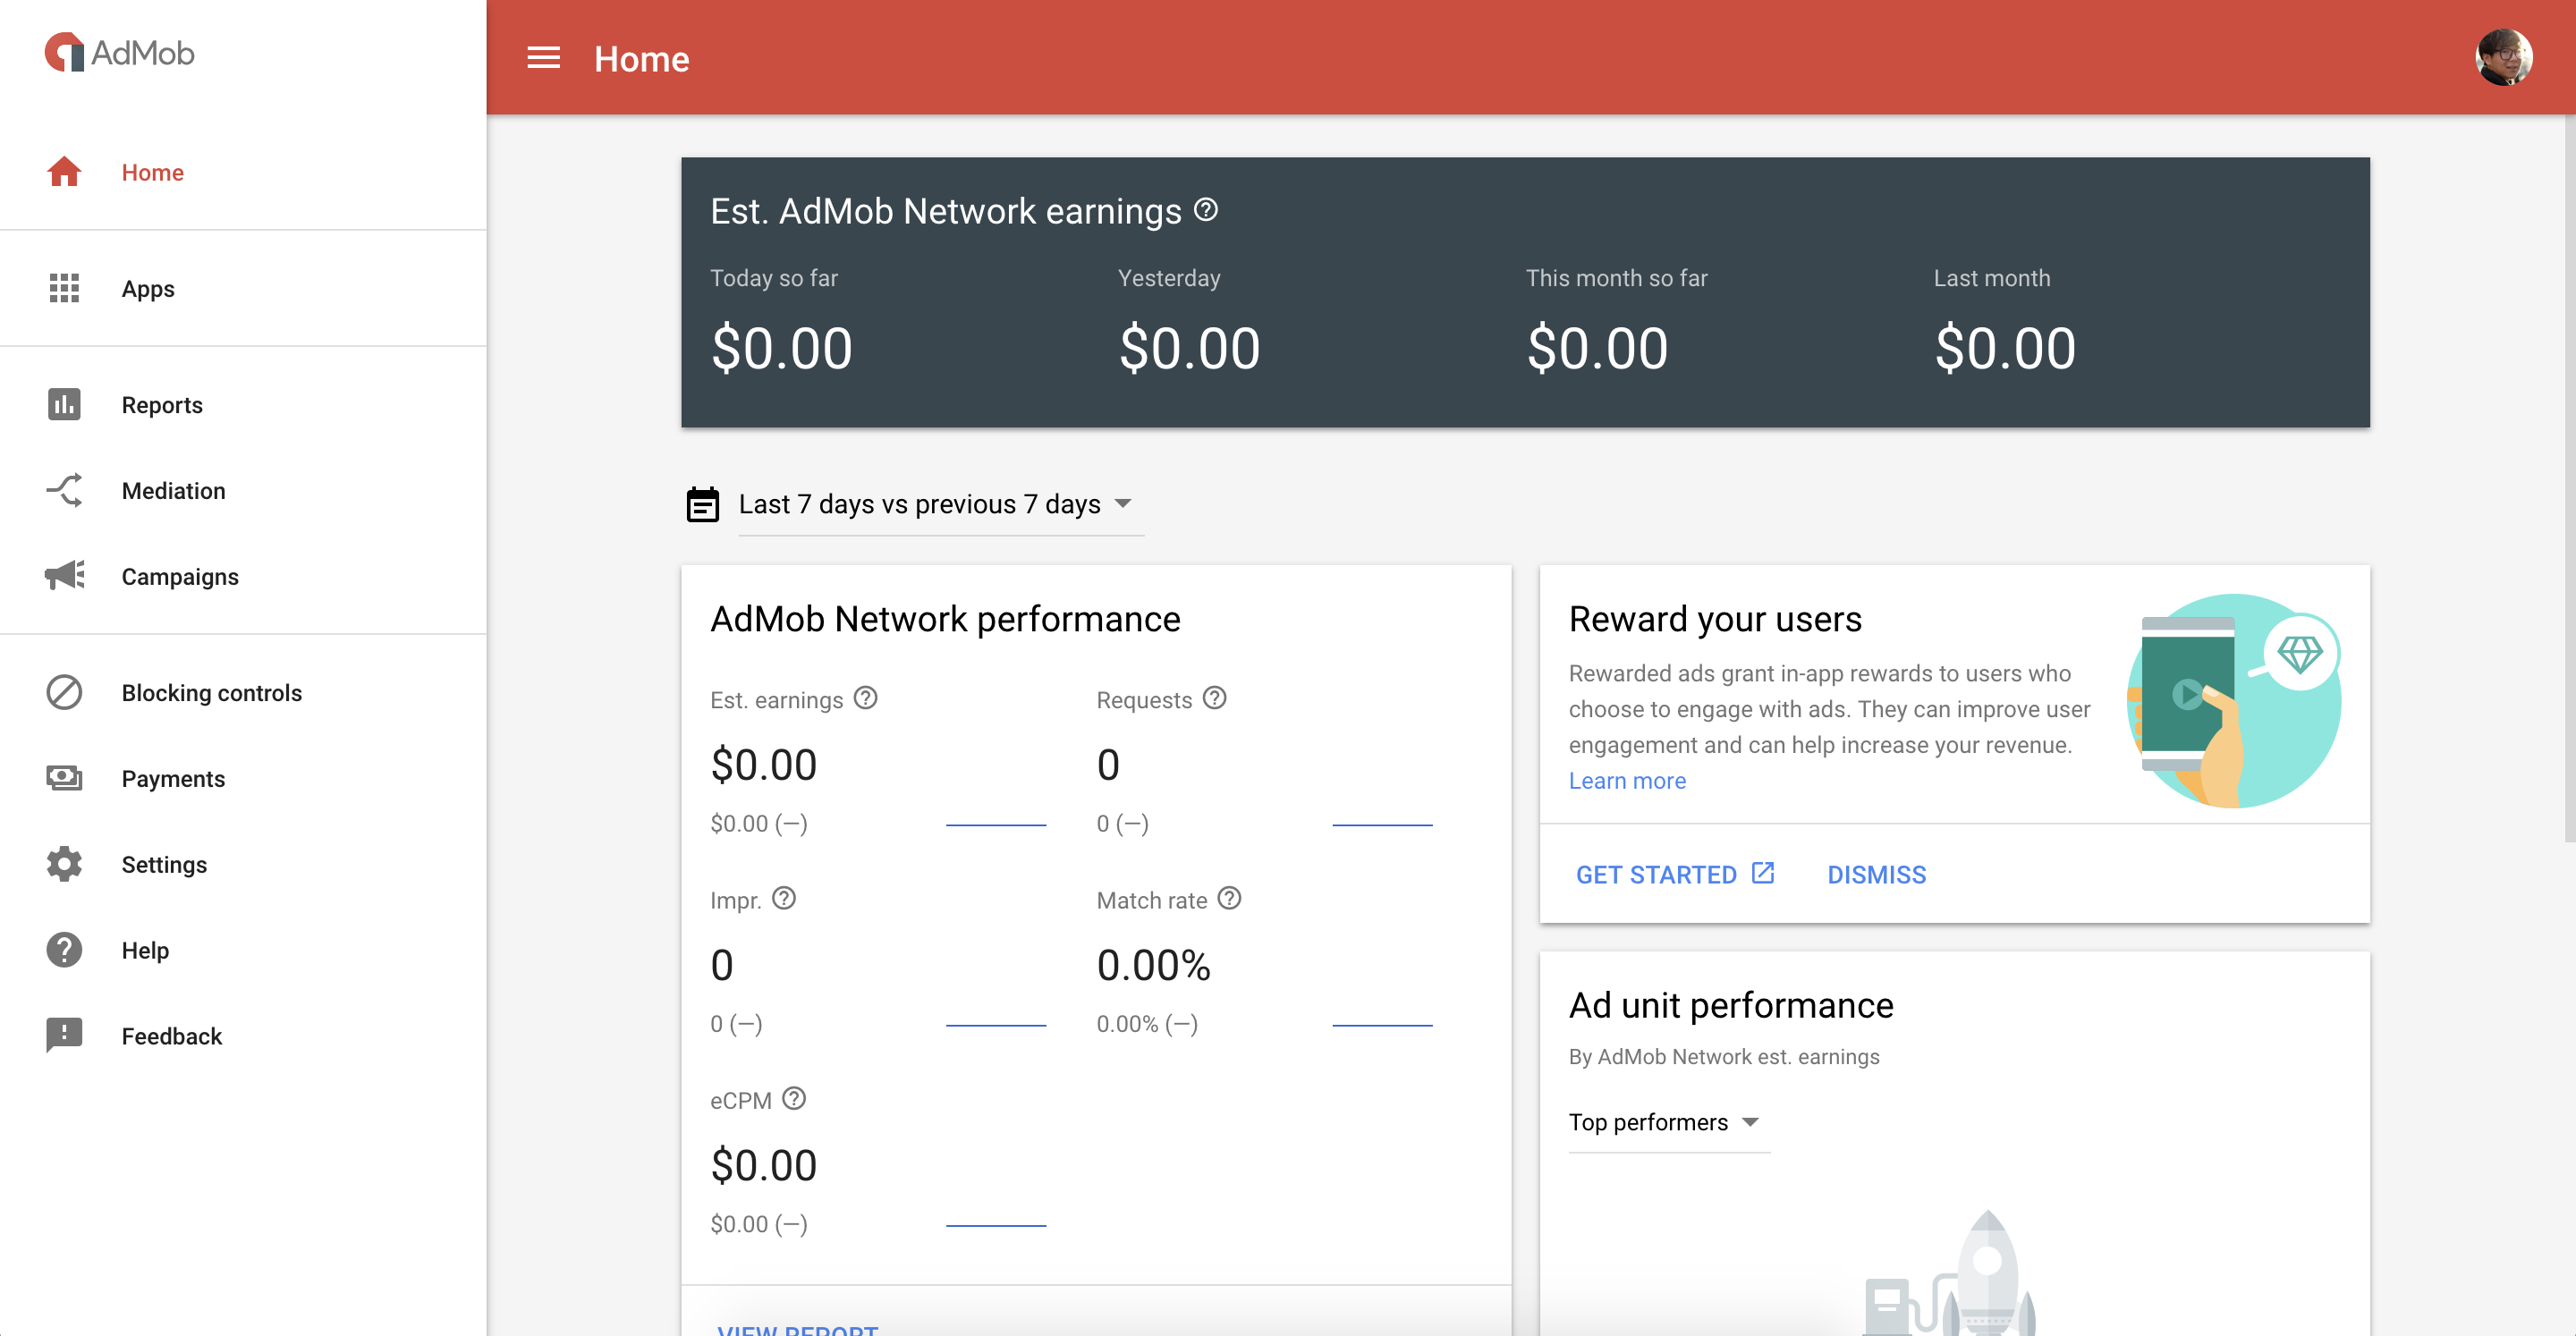 AdMob
Home
Home
Apps
Reports
Mediation
Campaigns
Blocking controls
Payments
Settings
Help
Feedback
Est. AdMob Network earnings
Today so far
Yesterday
This month so far
Last month
$0.00
$0.00
$0.00
$0.00
Last 7 days vs previous 7 days
AdMob Network performance
Est. earnings
Requests
$0.00
0
$0.00 (—)
0 (—)
Impr.
Match rate
0
0.00%
0 (—)
0.00% (—)
eCPM
$0.00
$0.00 (—)
VIEW REPORT
Reward your users
Rewarded ads grant in-app rewards to users who
choose to engage with ads. They can improve user
engagement and can help increase your revenue.
Learn more
GET STARTED
DISMISS
Ad unit performance
By AdMob Network est. earnings
Top performers